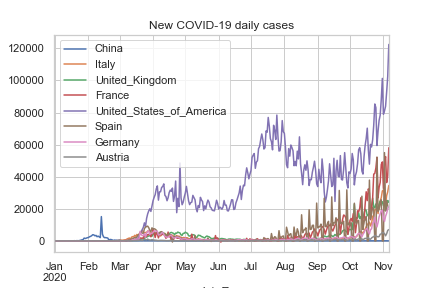 New COVID-19 daily cases
120000
100000
80000
60000
40000
20000
0
China
Italy
United_Kingdom
France
United_States_of_America
Spain
Germany
Austria
Jan Feb Mar Apr May Jun Jul Aug Sep Oct Nov
2020